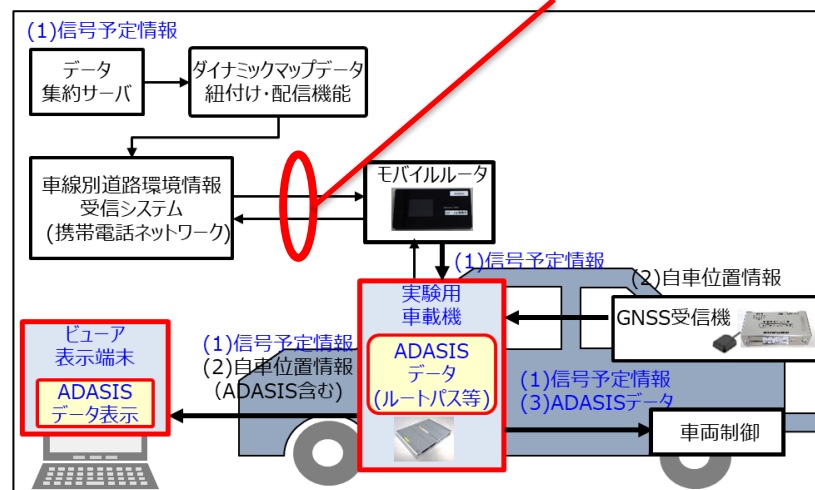 (1)信号予定情報
データ
集約サーバ
ダイナミックマップデータ
紐付け・配信機能
車線別道路環境情報
受信システム
(携帯電話ネットワーク)
モバイルルータ
(1)信号予定情報
(2)自車位置情報
GNSS受信機
実験用
車載機
ADASIS
データ
(ルートパス等)
ビューア
表示端末
ADASIS
データ表示
(1)信号予定情報
(2)自車位置情報
(ADASIS含む)
(1)信号予定情報
(3)ADASISデータ
車両制御